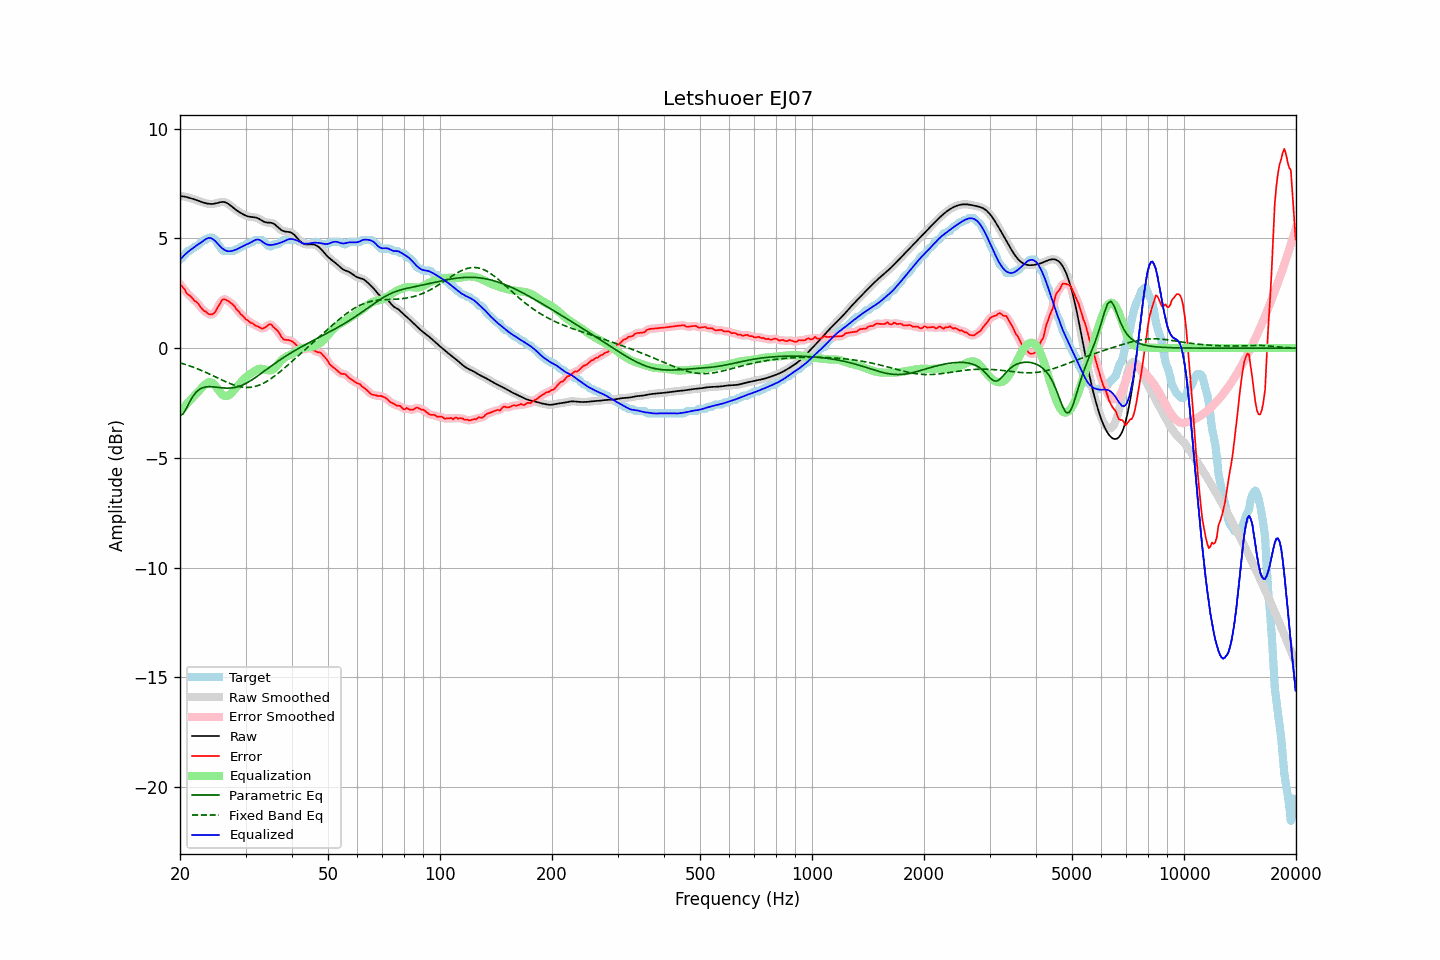 Letshuoer EJ07
10
5
0
−5
−10
−15
−20
Amplitude (dBr)
Target
Raw Smoothed
Error Smoothed
Raw
Error
Equalization
Parametric Eq
Fixed Band Eq
Equalized
20 50 100 200 500 1000 2000 5000 10000 20000
Frequency (Hz)